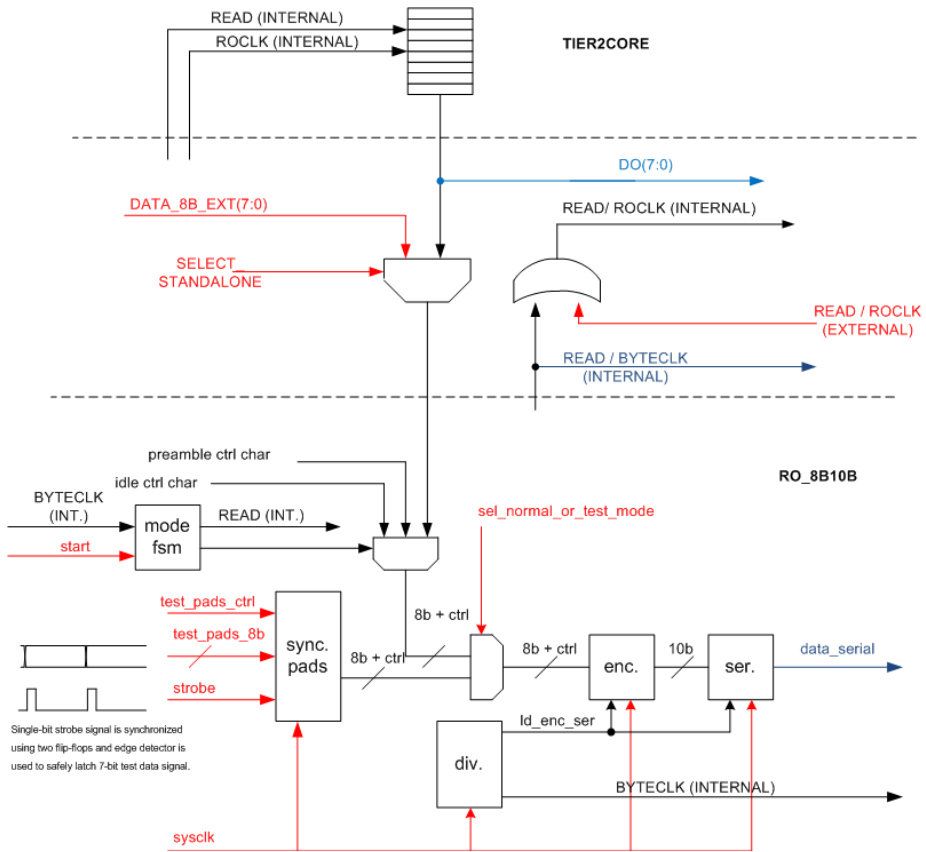 READ (INTERNAL)
ROCLK (INTERNAL)
TIER2CORE
DO(7:0)
DATA_8B_EXT(7:0)
READ/ ROCLK (INTERNAL)
SELECT_
STANDALONE
READ / ROCLK
(EXTERNAL)
READ / BYTECLK
(INTERNAL)
preamble ctrl char
RO_8B10B
idle ctrl char
BYTECLK
(INT.)
READ (INT.)
sel_normal_or_test_mode
mode
fsm
start
test_pads_ctrl
8b + ctrl
test_pads_8b
sync.
pads
8b + ctrl
8b + ctrl
enc.
10b
ser.
data_serial
strobe
Single-bit strobe signal is synchronized
using two flip-flops and edge detector is
used to safely latch 7-bit test data signal.
ld_enc_ser
div.
BYTECLK (INTERNAL)
sysclk